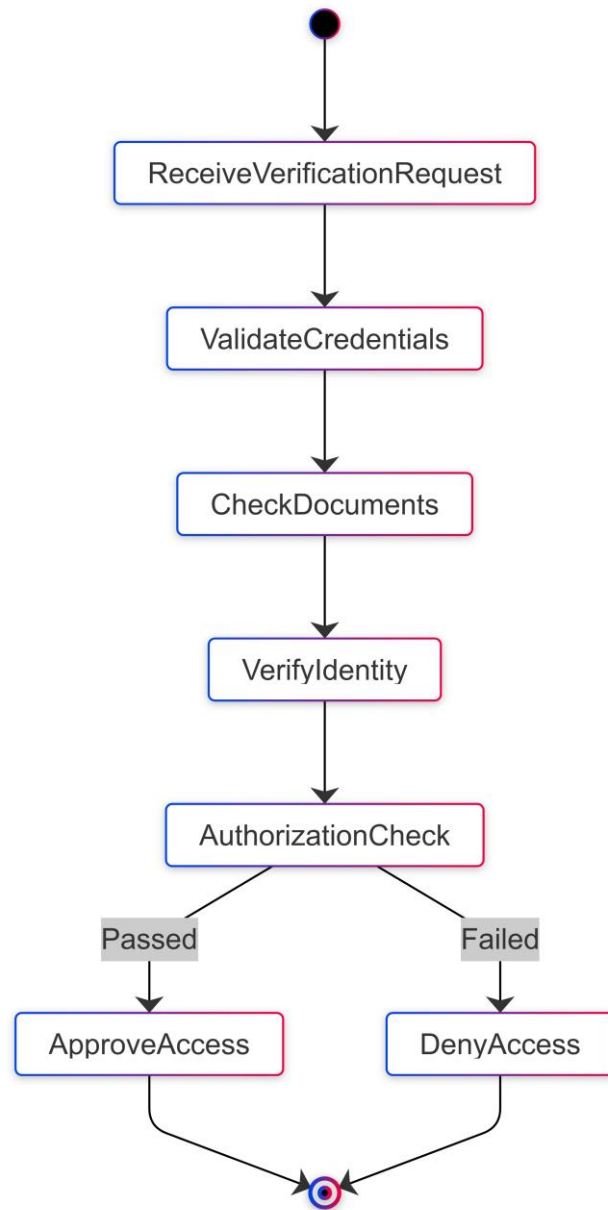 ReceiveVerificationRequest
ValidateCredentials
CheckDocuments
VerifyIdentity
AuthorizationCheck
Passed
Failed
ApproveAccess
DenyAccess